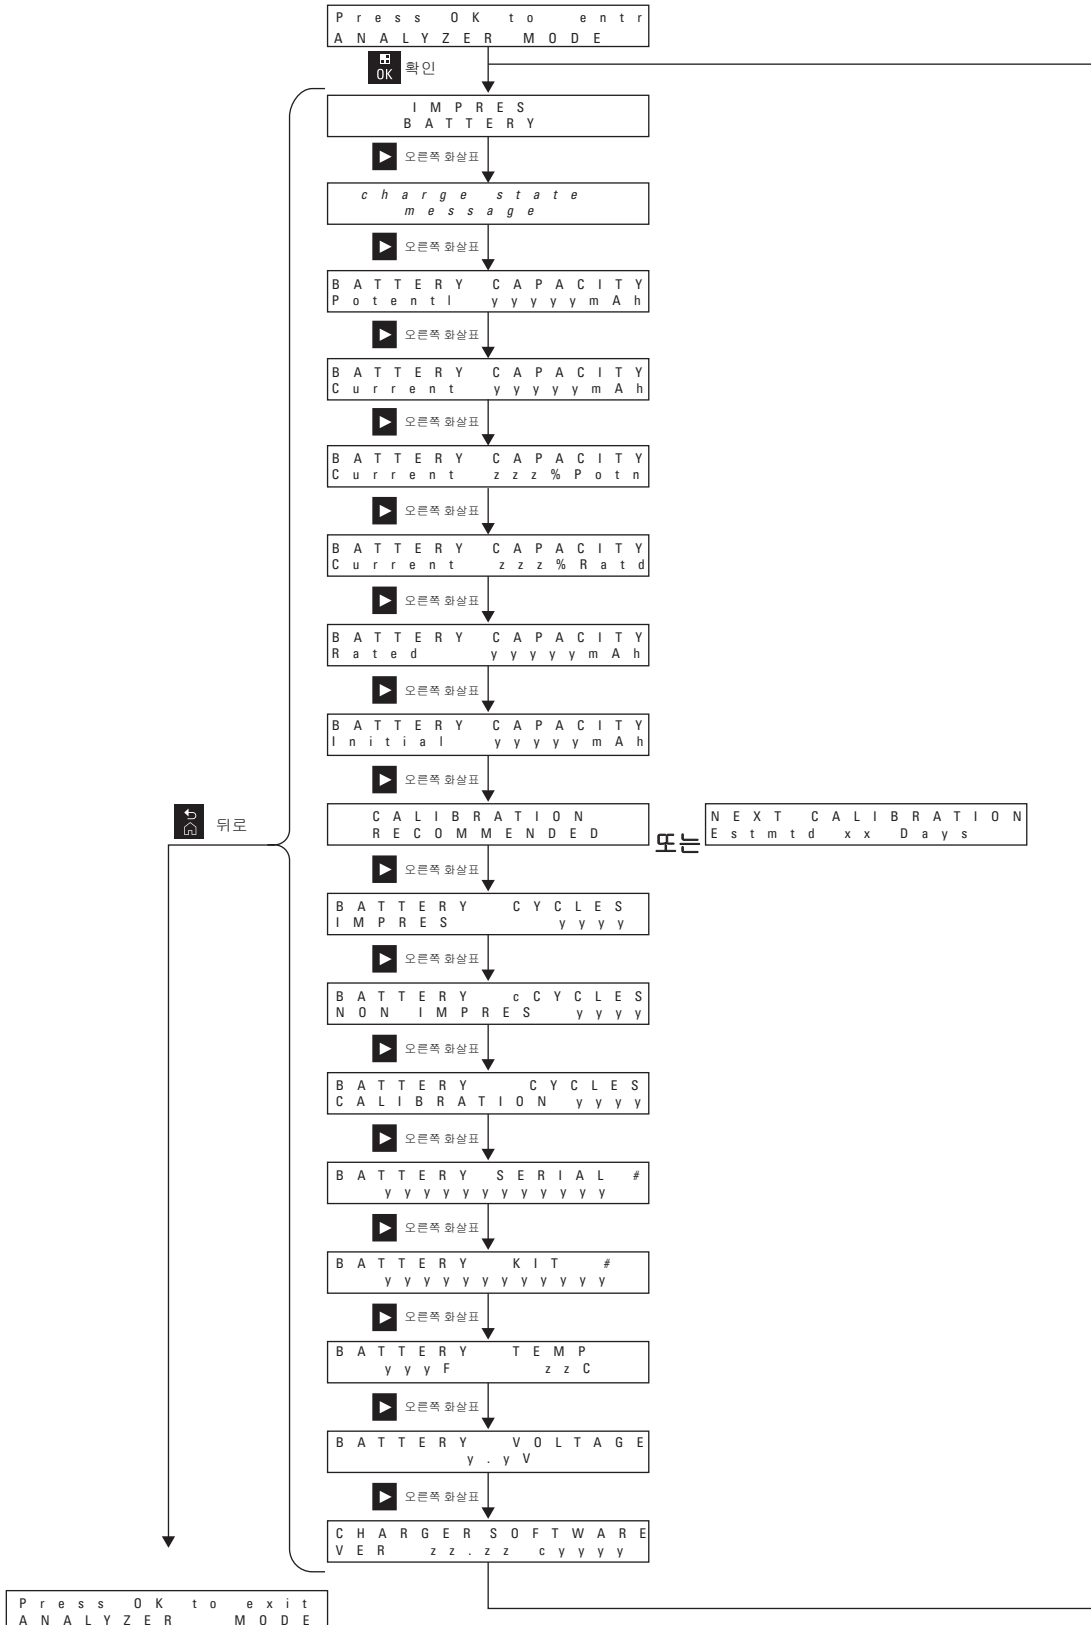 Press OK to entr
ANALYZER MODE
OK 확인
IMPRES
BATTERY
오른쪽 화살표
charge state
message
오른쪽 화살표
BATTERY CAPACITY
Potentl yyyyymAh
오른쪽 화살표
BATTERY CAPACITY
Current yyyyymAh
오른쪽 화살표
BATTERY CAPACITY
Current zzz%Potn
오른쪽 화살표
BATTERY CAPACITY
Current zzz%Ratd
오른쪽 화살표
BATTERY CAPACITY
Rated yyyyymAh
오른쪽 화살표
BATTERY CAPACITY
Initial yyyyymAh
오른쪽 화살표
뒤로
CALIBRATION
RECOMMENDED
또는
NEXT CALIBRATION
Estmtd xx Days
오른쪽 화살표
BATTERY CYCLES
IMPRES yyyy
오른쪽 화살표
BATTERY cCYCLES
NON IMPRES yyyy
오른쪽 화살표
BATTERY CYCLES
CALIBRATION yyyy
오른쪽 화살표
BATTERY SERIAL #
yyyyyyyyyyyy
오른쪽 화살표
BATTERY KIT #
yyyyyyyyyyyy
오른쪽 화살표
BATTERY TEMP
yyyF zzC
오른쪽 화살표
BATTERY VOLTAGE
y.yV
오른쪽 화살표
CHARGER SOFTWARE
VER zz.zz cyyyy
Press OK to exit
ANALYZER MODE